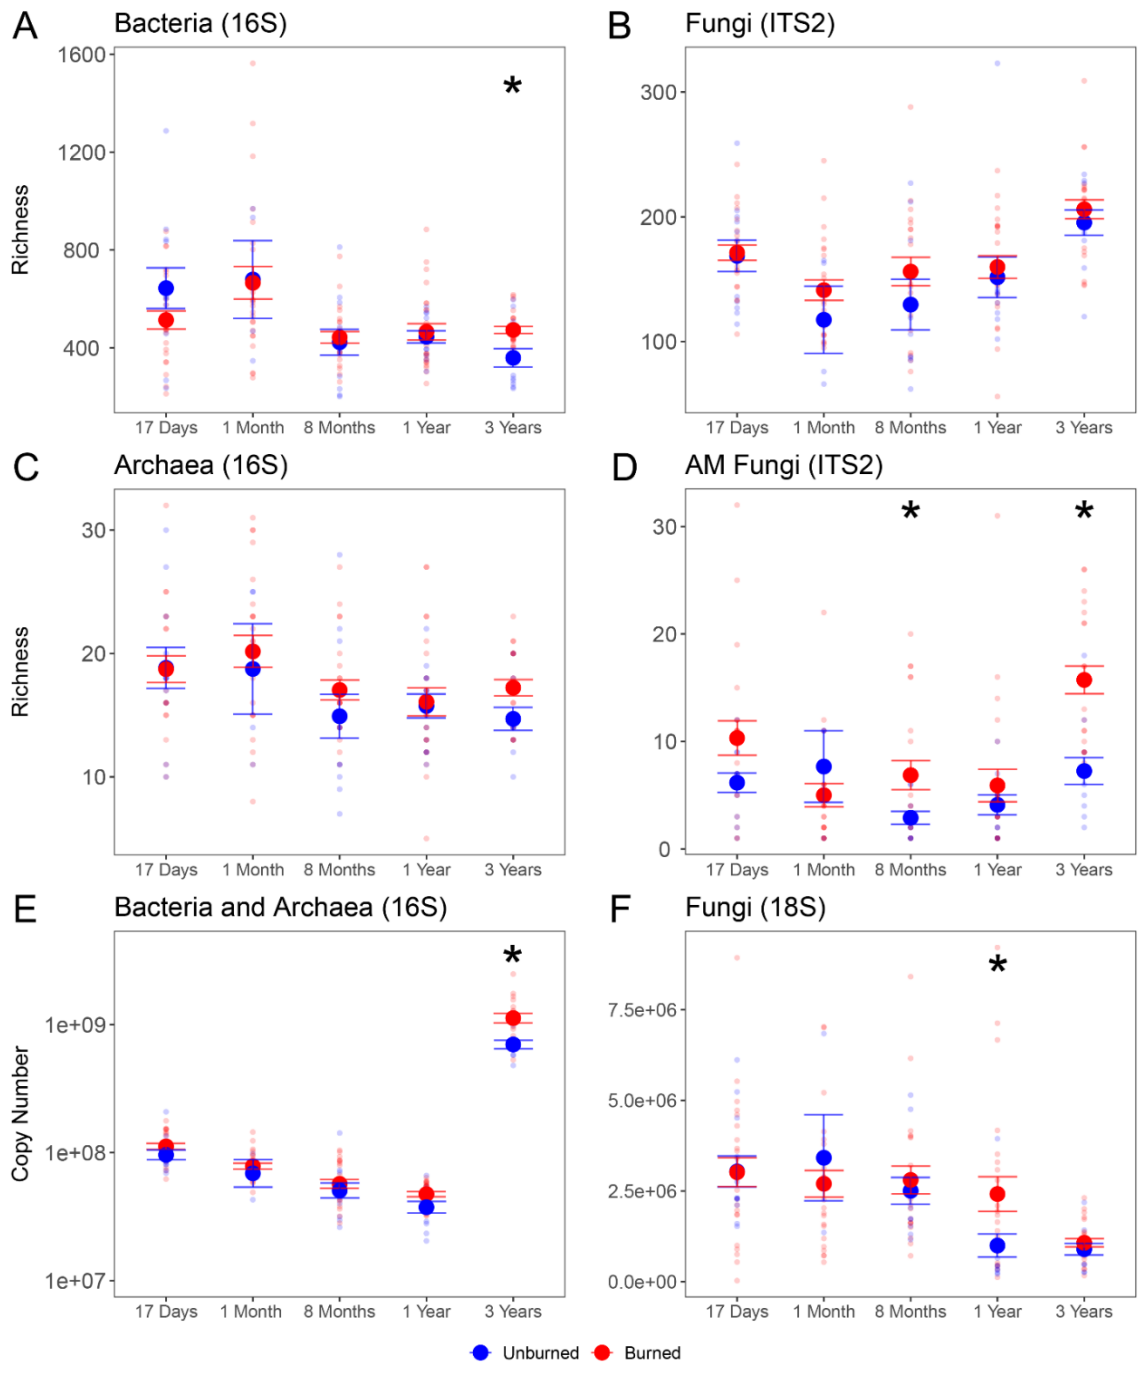 A Bacteria (16S)
B Fungi (ITS2)
Richness
1600
1200
800
400
*
17 Days 1 Month 8 Months 1 Year 3 Years
300
200
100
17 Days 1 Month 8 Months 1 Year 3 Years
C Archaea (16S)
D AM Fungi (ITS2)
Richness
30
20
10
17 Days 1 Month 8 Months 1 Year 3 Years
30
20
10
0
* *
17 Days 1 Month 8 Months 1 Year 3 Years
E Bacteria and Archaea (16S)
F Fungi (18S)
Copy Number
1e+09
1e+08
1e+07
*
17 Days 1 Month 8 Months 1 Year 3 Years
7.5e+06
5.0e+06
2.5e+06
0.0e+00
*
17 Days 1 Month 8 Months 1 Year 3 Years
Unburned Burned